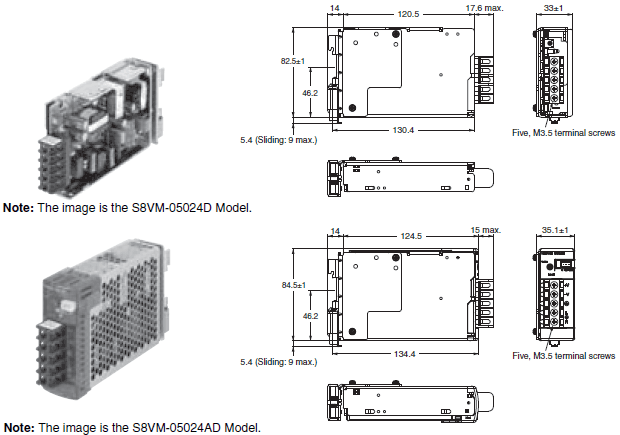 14
120.5
17.6 max.
33±1
82.5±1
46.2
130.4
5.4 (Sliding: 9 max.)
Five, M3.5 terminal screws
Note: The image is the S8VM-05024D Model.
14
124.5
15 max.
35.1±1
84.5±1
46.2
134.4
5.4 (Sliding: 9 max.)
Five, M3.5 terminal screws
Note: The image is the S8VM-05024AD Model.